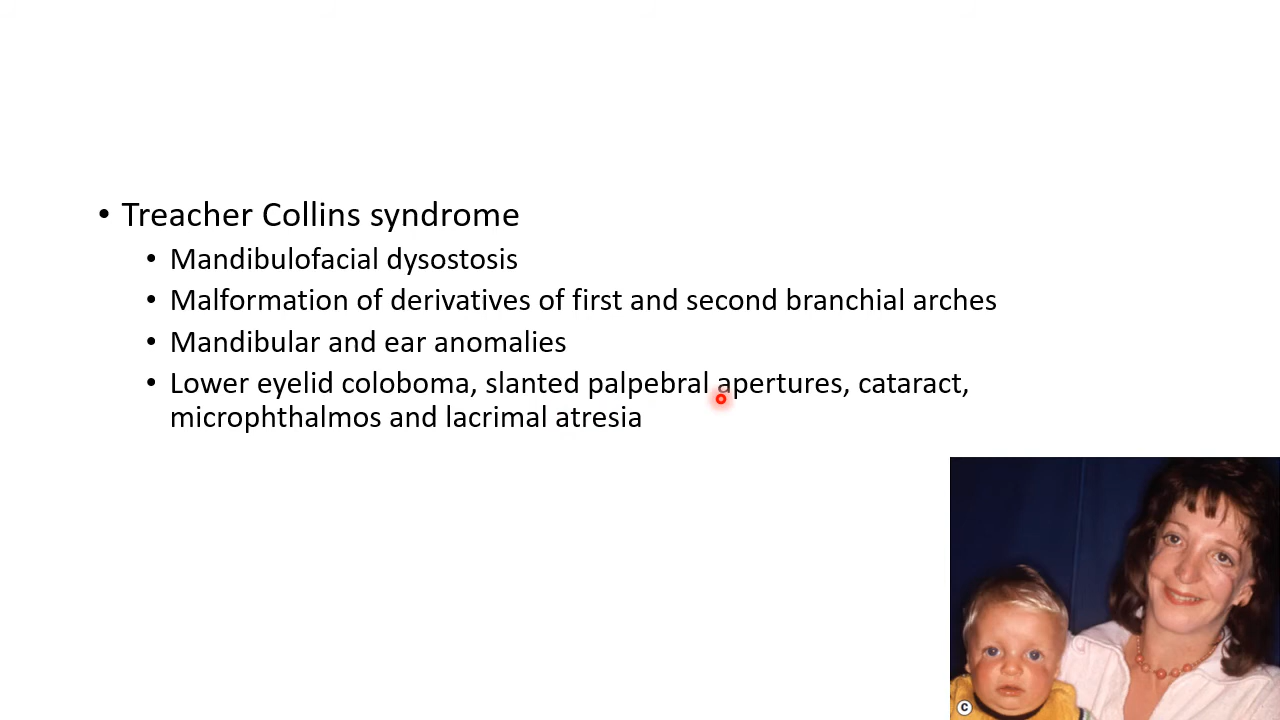 • Treacher Collins syndrome
• Mandibulofacial dysostosis
• Malformation of derivatives of first and second branchial arches
• Mandibular and ear anomalies
• Lower eyelid coloboma, slanted palpebral apertures, cataract,
microphthalmos and lacrimal atresia
C